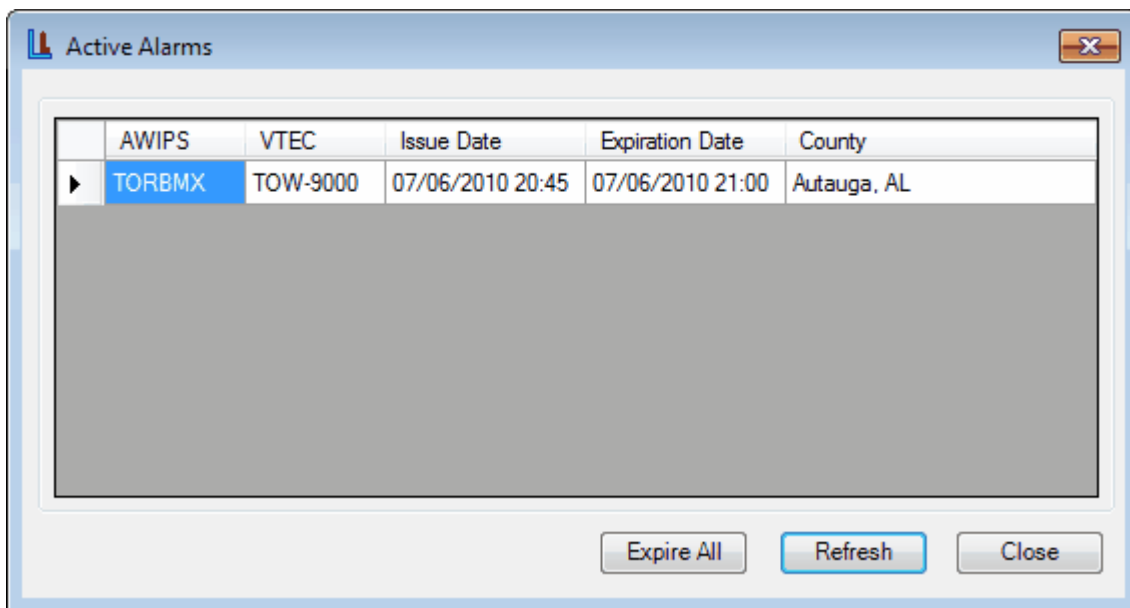 Active Alarms
AWIPS VTEC Issue Date Expiration Date County
TORBMX TOW-9000 07/06/2010 20:45 07/06/2010 21:00 Autauga, AL
Expire All Refresh Close